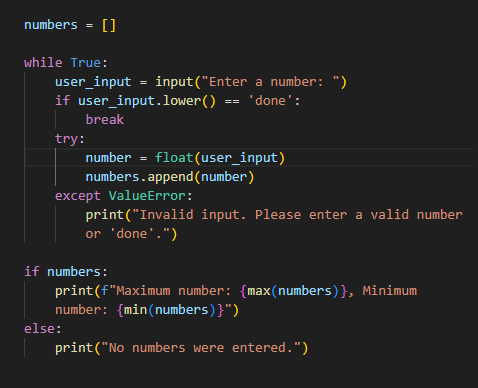 numbers = []
while True:
    user_input = input("Enter a number: ")
    if user_input.lower() == 'done':
        break
    try:
        number = float(user_input)
        numbers.append(number)
    except ValueError:
        print("Invalid input. Please enter a valid number
        or 'done'.")
if numbers:
    print(f"Maximum number: {max(numbers)}, Minimum
    number: {min(numbers)}")
else:
    print("No numbers were entered.")